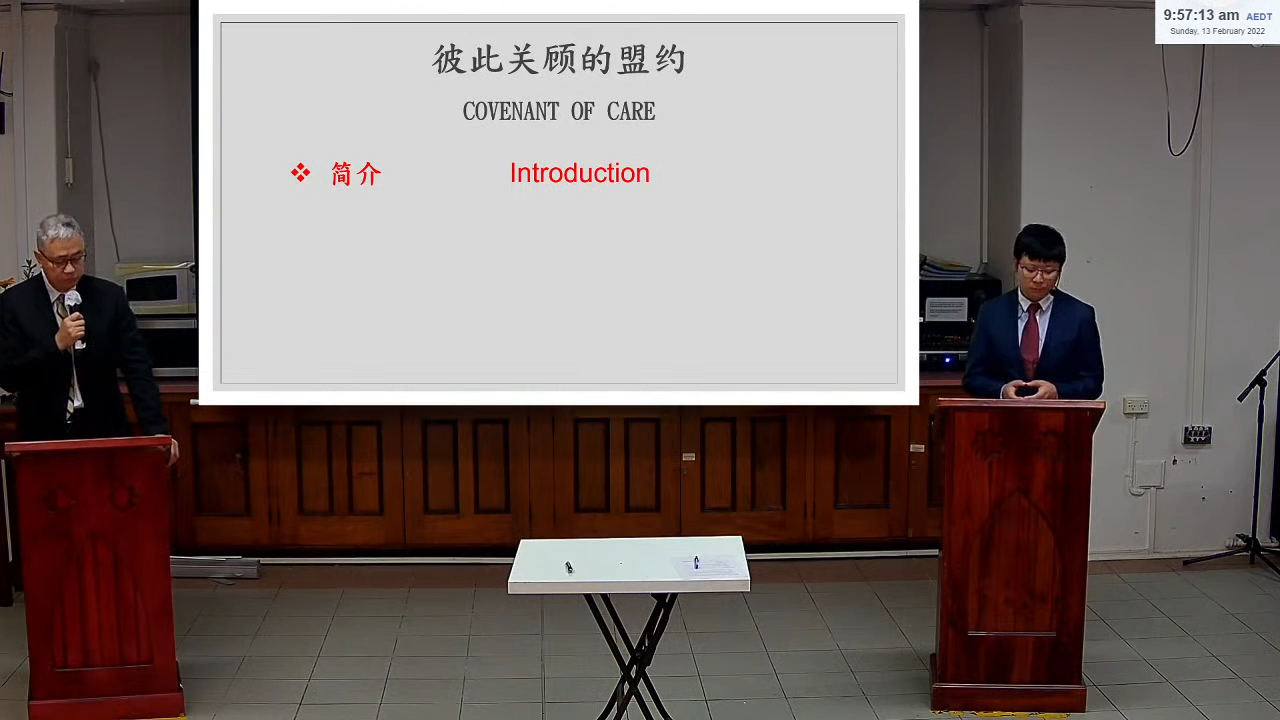 9:57:13 am AEDT
Sunday, 13 February 2022
彼此关顾的盟约
COVENANT OF CARE
❖ 简介 Introduction